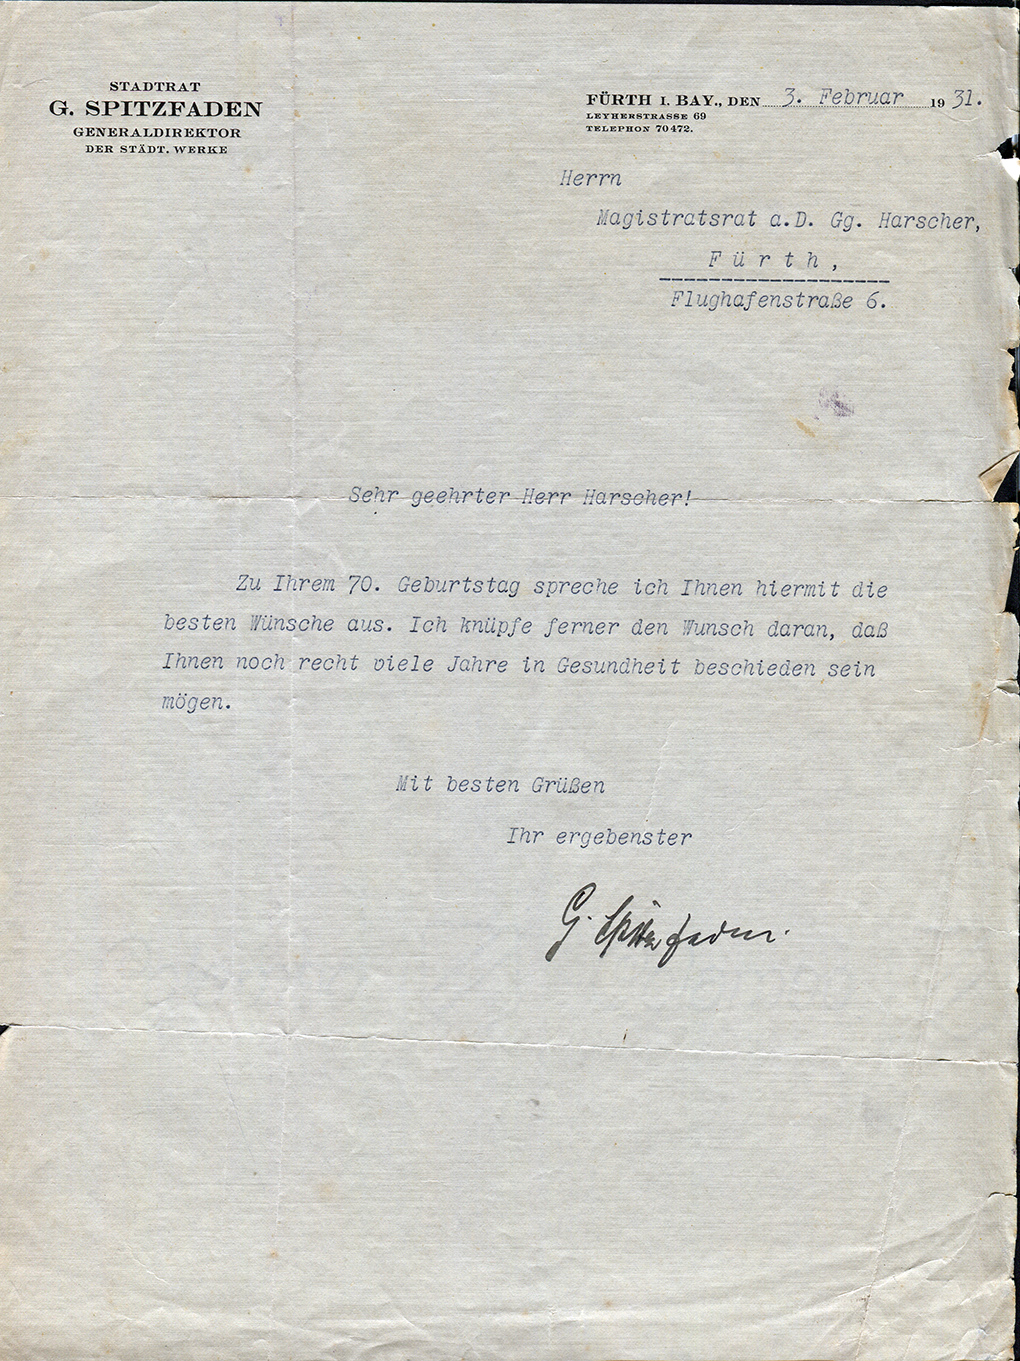 STADTRAT
G. SPITZFADEN
GENERALDIREKTOR
DER STÄDT. WERKE
FÜRTH I. BAY., DEN 3. Februar 1931.
LEYHERSTRASSE 69
TELEPHON 70472.
Herrn
Magistratsrat a.D. Gg. Harscher,
Fürth,
Flughafenstraße 6.
Sehr geehrter Herr Harscher!
Zu Ihrem 70. Geburtstag spreche ich Ihnen hiermit die
besten Wünsche aus. Ich knüpfe ferner den Wunsch daran, daß
Ihnen noch recht viele Jahre in Gesundheit beschieden sein
mögen.
Mit besten Grüßen
Ihr ergebenster
G. Spitzfaden.